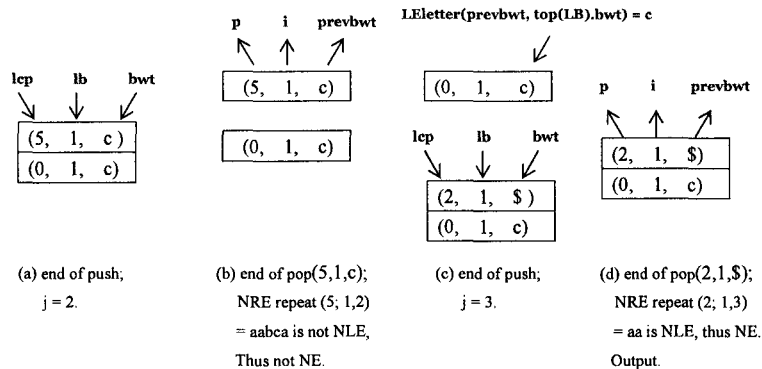 LEletter(prevbwt, top(LB).bwt) = c
p i prevbwt
(5, 1, c)
(0, 1, c)
lcp lb bwt
(5, 1, c )
(0, 1, c)
(0, 1, c)
lcp lb bwt
(2, 1, $ )
(0, 1, c)
p i prevbwt
(2, 1, $)
(0, 1, c)
(a) end of push;
j = 2.
(b) end of pop(5,1,c);
NRE repeat (5; 1,2)
= aabca is not NLE,
Thus not NE.
(c) end of push;
j = 3.
(d) end of pop(2,1,$);
NRE repeat (2; 1,3)
= aa is NLE, thus NE.
Output.